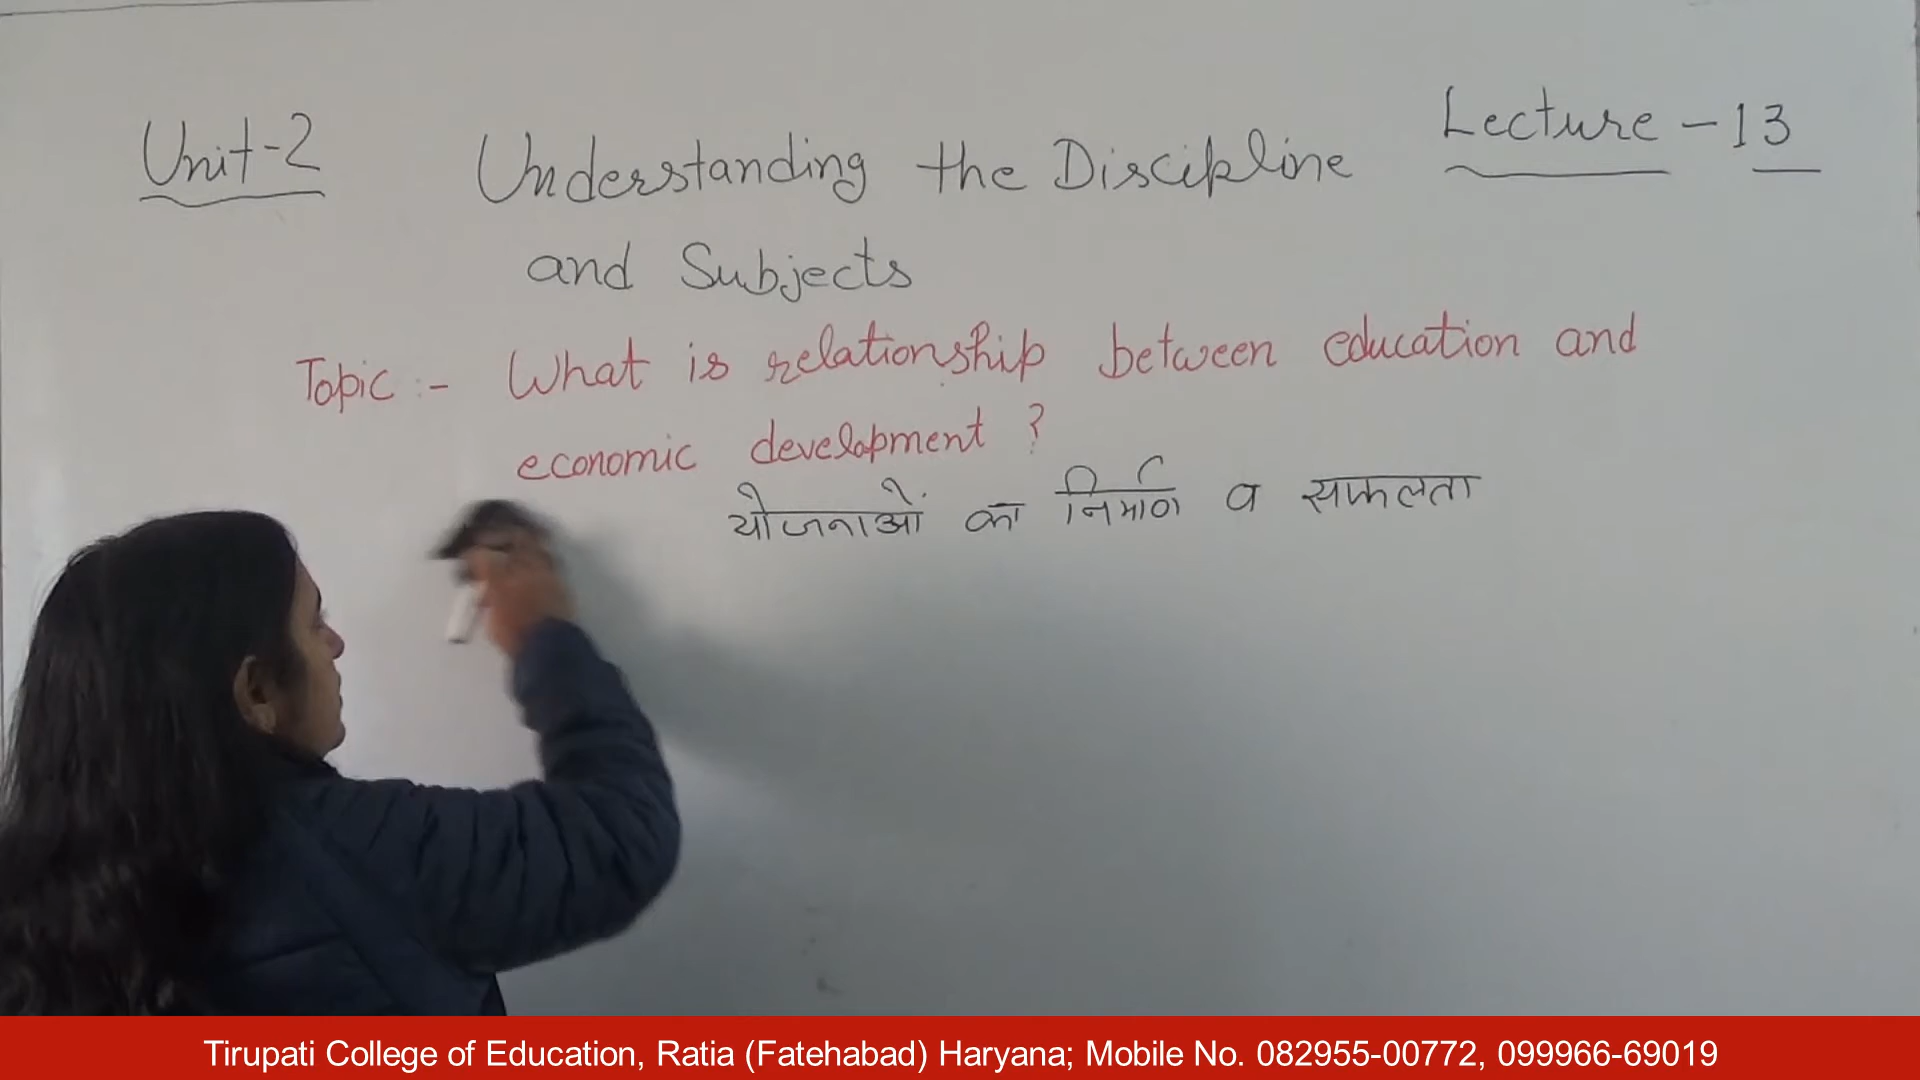 Unit-2
Understanding the Discipline
and Subjects
Lecture - 13
Topic :- What is relationship between education and
economic development ?
योजनाओं का निर्माण व सफलता
Tirupati College of Education, Ratia (Fatehabad) Haryana; Mobile No. 082955-00772, 099966-69019